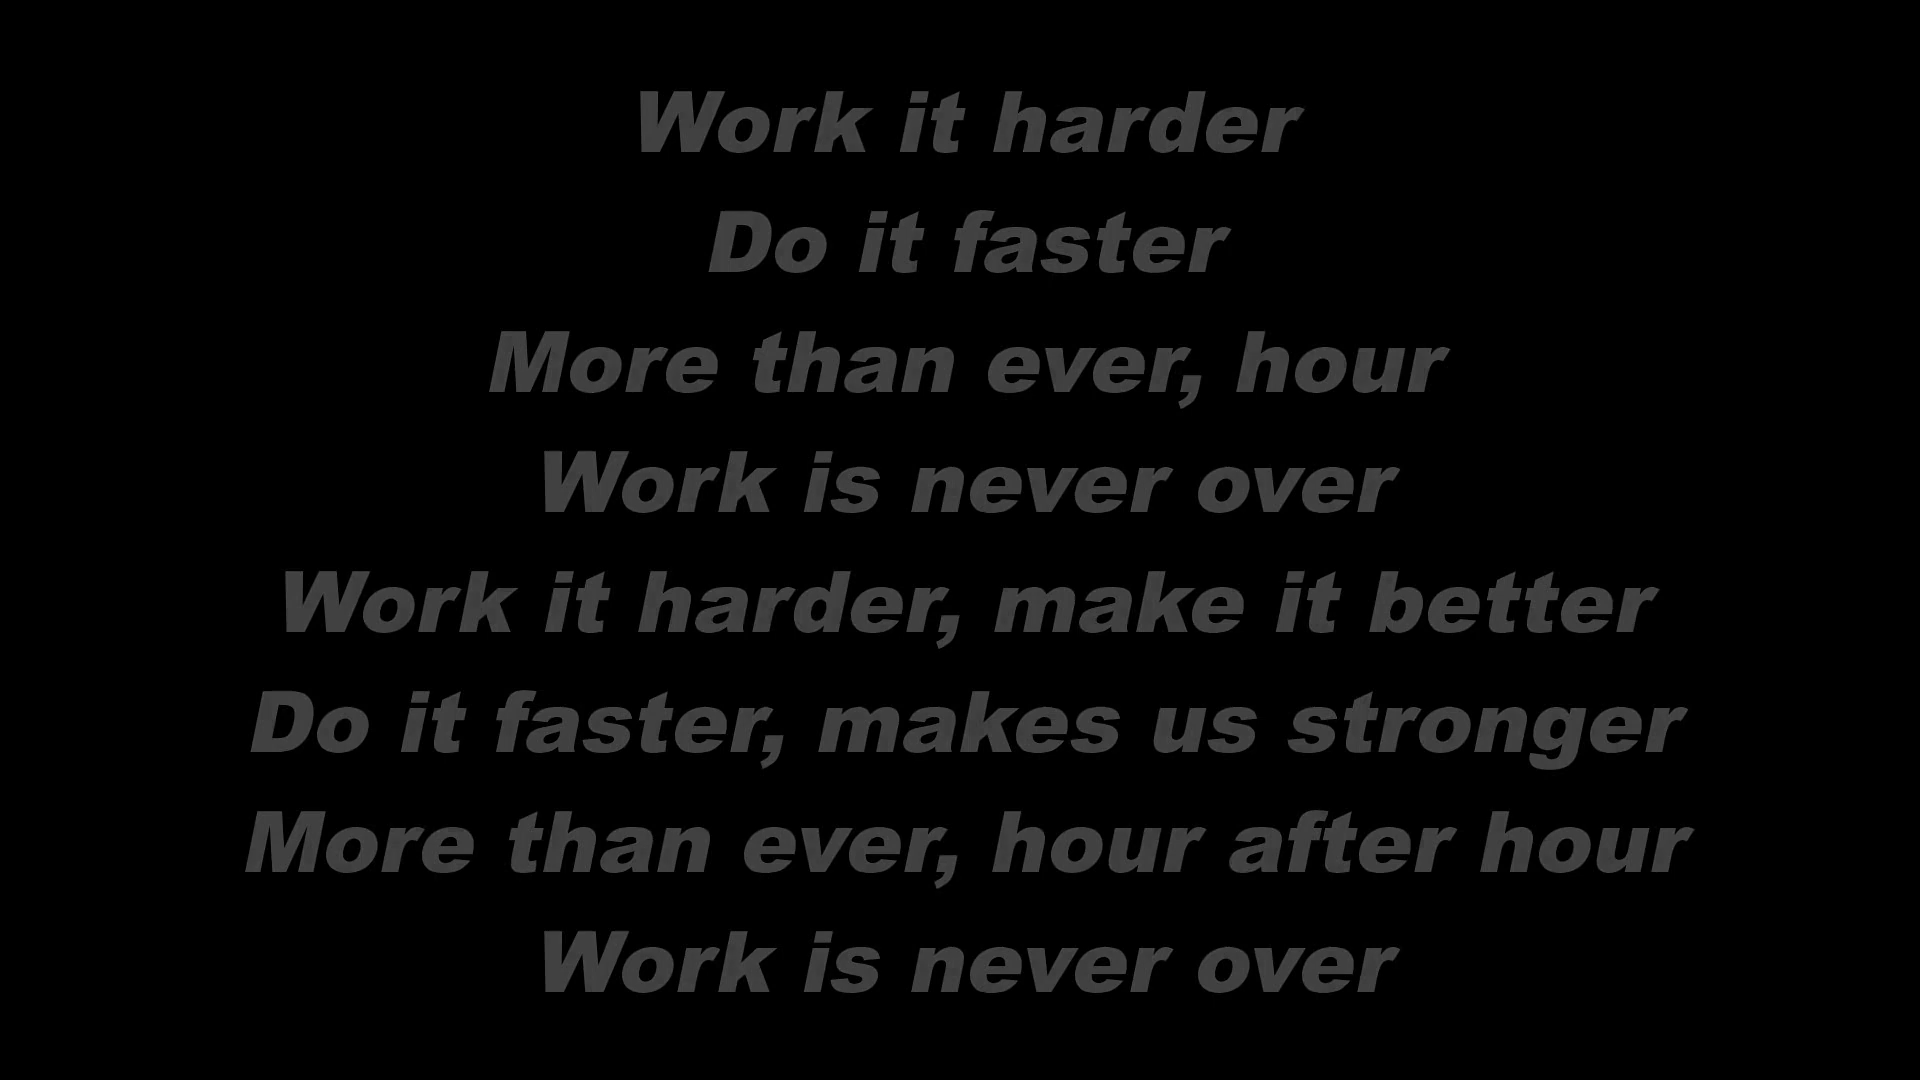 Work it harder
Do it faster
More than ever, hour
Work is never over
Work it harder, make it better
Do it faster, makes us stronger
More than ever, hour after hour
Work is never over